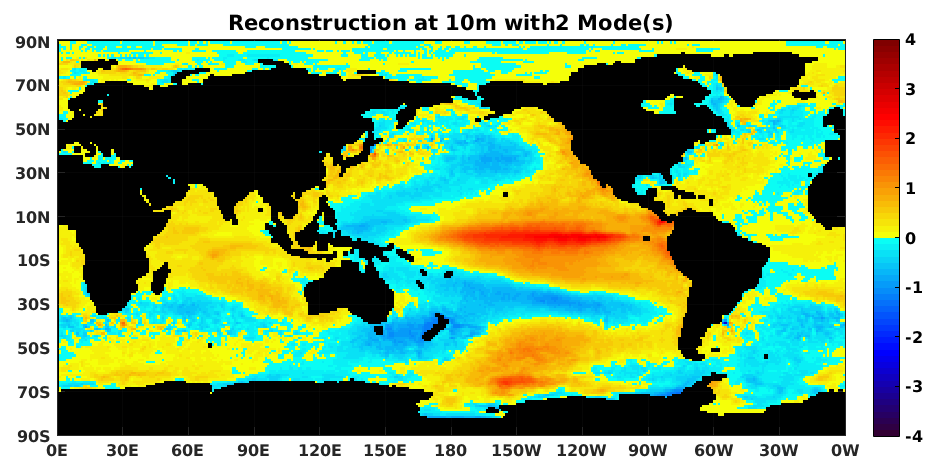 Reconstruction at 10m with2 Mode(s)
90N
70N
50N
30N
10N
10S
30S
50S
70S
90S
0E 30E 60E 90E 120E 150E 180 150W 120W 90W 60W 30W 0W
4
3
2
1
0
-1
-2
-3
-4